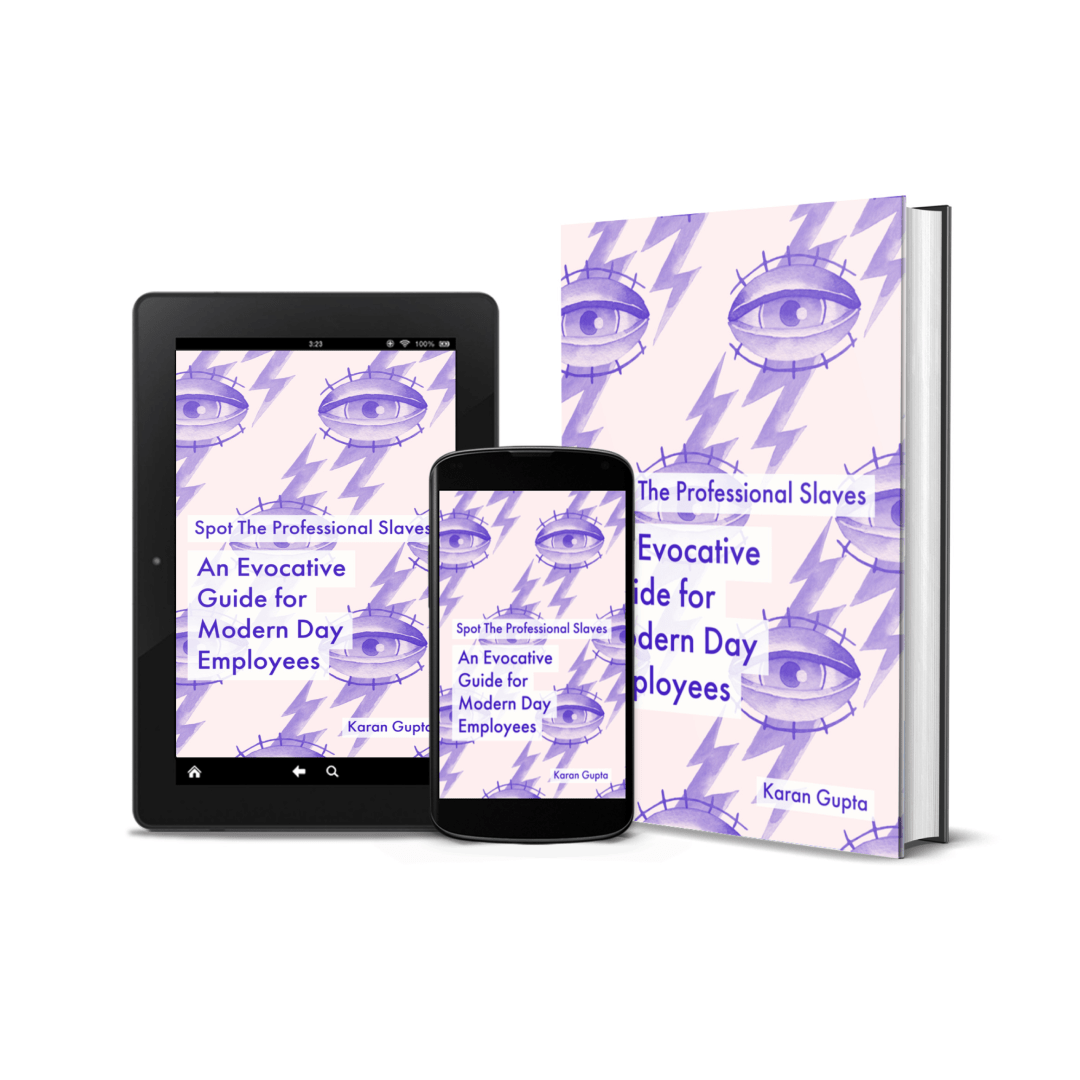 3:23
100%
Spot The Professional Slaves
An Evocative
Guide for
Modern Day
Employees
Karan Gupta
Spot The Professional Slaves
An Evocative
Guide for
Modern Day
Employees
Karan Gupta
The Professional Slaves
Evocative
ide for
dern Day
ployees
Karan Gupta